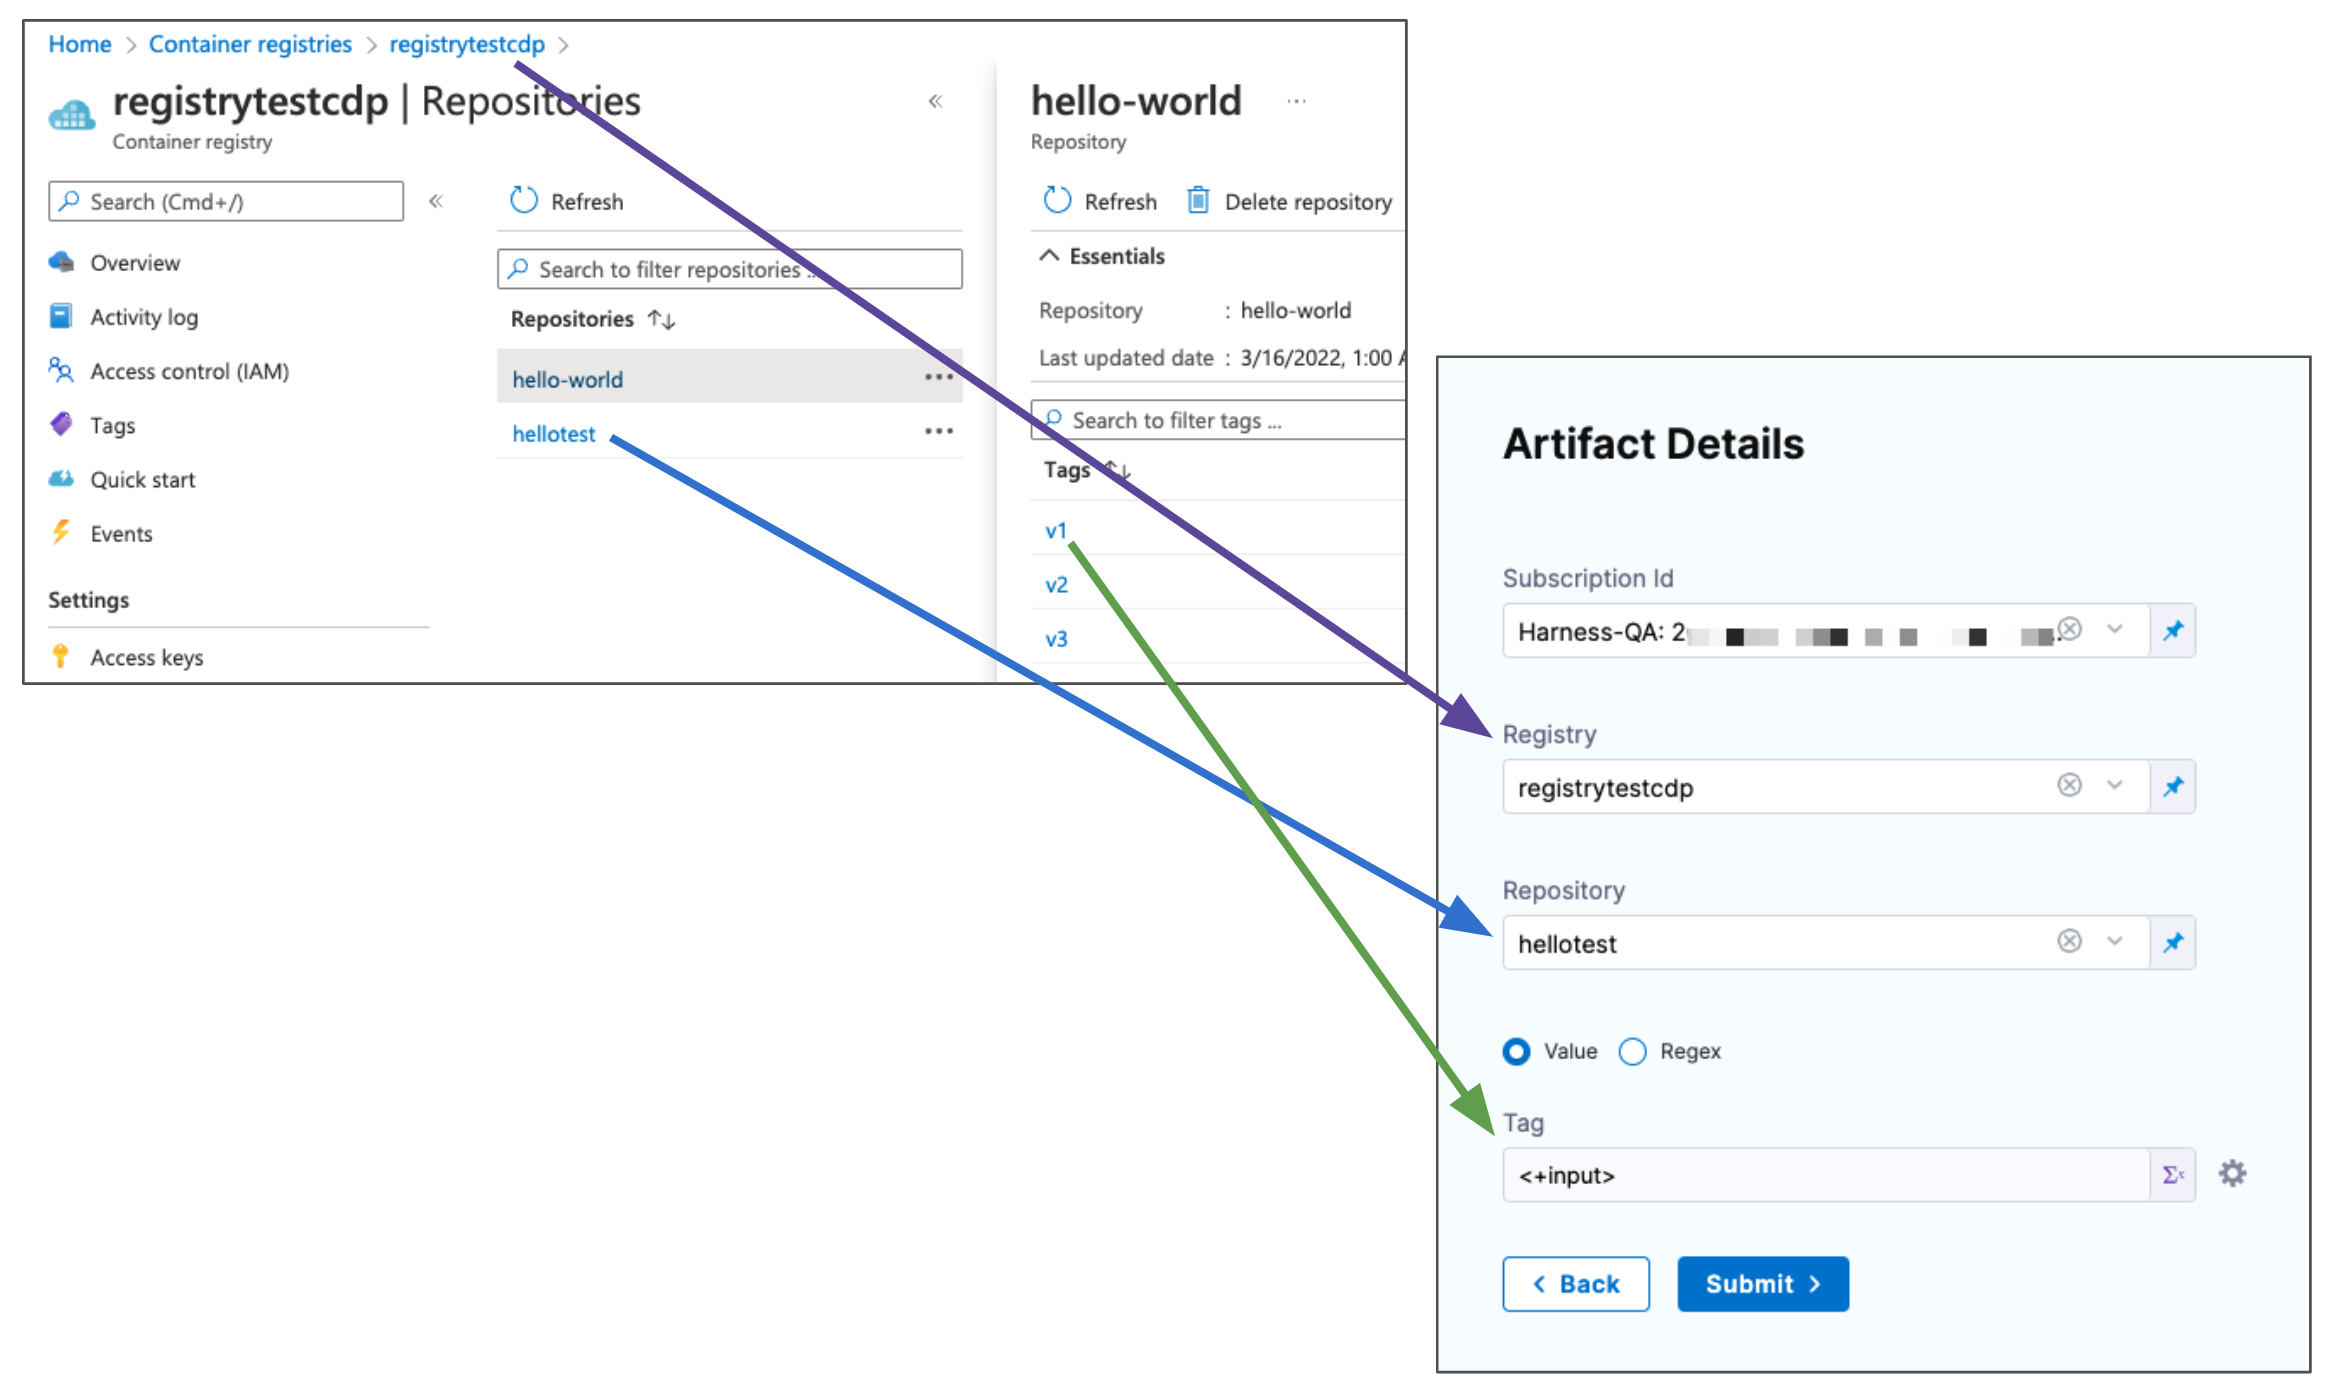 Home > Container registries > registrytestcdp >
registrytestcdp | Repositories
Container registry
Search (Cmd+/)
Overview
Activity log
Access control (IAM)
Tags
Quick start
Events
Settings
Access keys
Refresh
Search to filter repositories ...
Repositories
hello-world
hellotest
hello-world
Repository
Refresh
Delete repository
Essentials
Repository : hello-world
Last updated date : 3/16/2022, 1:00
Search to filter tags ...
Tags
v1
v2
v3
Artifact Details
Subscription Id
Harness-QA: 2
Registry
registrytestcdp
Repository
hellotest
Value Regex
Tag
<+input>
Back
Submit